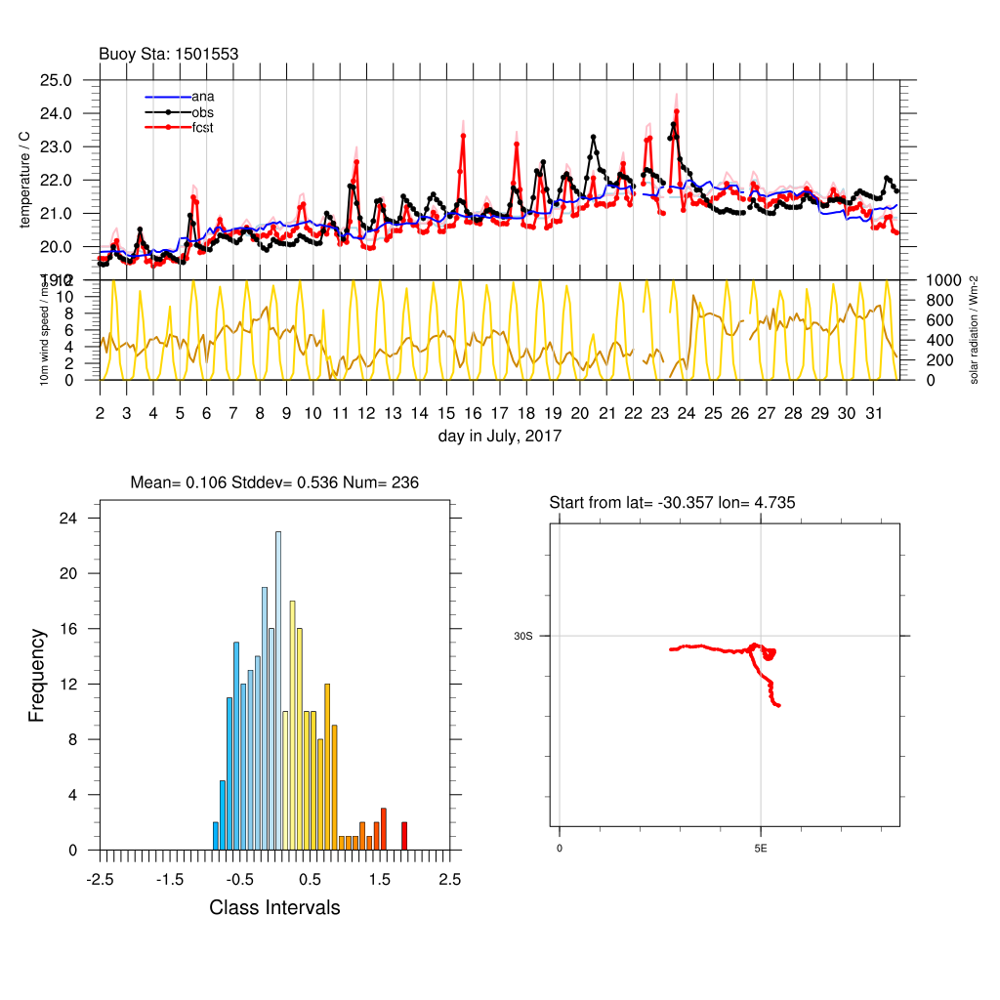 Buoy Sta: 1501553
25.0
24.0
23.0
22.0
21.0
20.0
temperature / C
ana
obs
fcst
12
10
8
6
4
2
0
1000
800
600
400
200
0
solar radiation / Wm-2
2 3 4 5 6 7 8 9 10 11 12 13 14 15 16 17 18 19 20 21 22 23 24 25 26 27 28 29 30 31
day in July, 2017
Mean= 0.106 Stddev= 0.536 Num= 236
24
20
16
12
8
4
0
Frequency
-2.5 -1.5 -0.5 0.5 1.5 2.5
Class Intervals
Start from lat= -30.357 lon= 4.735
30S
0 5E
10m wind speed /